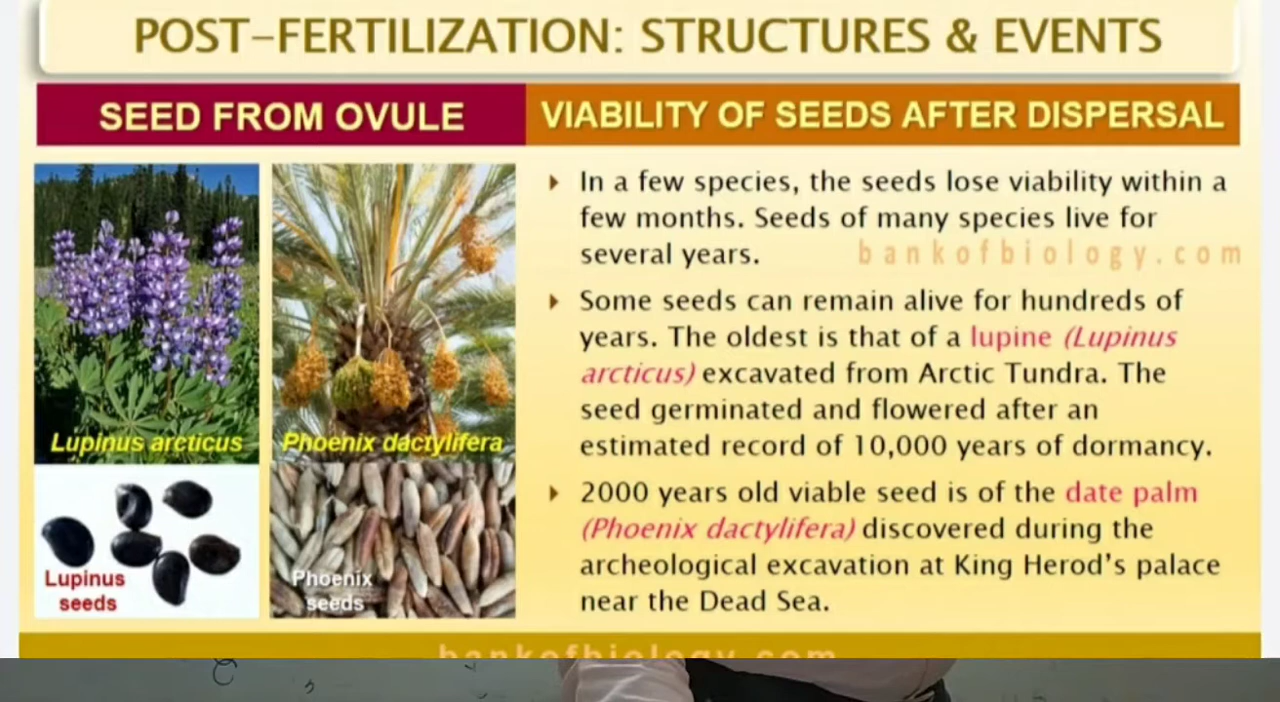 POST–FERTILIZATION: STRUCTURES & EVENTS
SEED FROM OVULE
VIABILITY OF SEEDS AFTER DISPERSAL
Lupinus arcticus
Phoenix dactylifera
Lupinus
seeds
Phoenix
seeds
In a few species, the seeds lose viability within a
few months. Seeds of many species live for
several years.
bankofbiology.com
Some seeds can remain alive for hundreds of
years. The oldest is that of a lupine (Lupinus
arcticus) excavated from Arctic Tundra. The
seed germinated and flowered after an
estimated record of 10,000 years of dormancy.
2000 years old viable seed is of the date palm
(Phoenix dactylifera) discovered during the
archeological excavation at King Herod's palace
near the Dead Sea.
bankofbiology.com